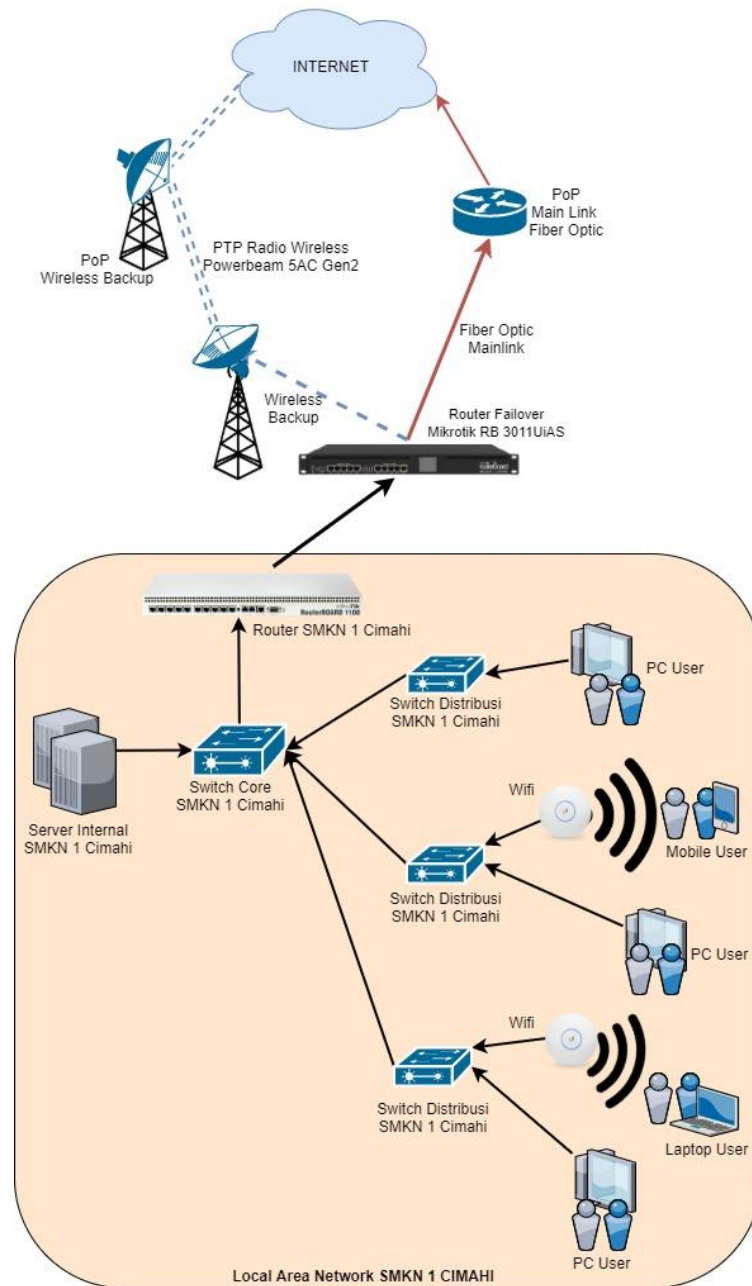 INTERNET
PoP
Wireless Backup
PTP Radio Wireless
Powerbeam 5AC Gen2
PoP
Main Link
Fiber Optic
Fiber Optic
Mainlink
Wireless
Backup
Router Failover
Mikrotik RB 3011UiAS
RouterBOARD 1100
Router SMKN 1 Cimahi
Switch Distribusi
SMKN 1 Cimahi
PC User
Server Internal
SMKN 1 Cimahi
Switch Core
SMKN 1 Cimahi
Wifi
Mobile User
Switch Distribusi
SMKN 1 Cimahi
PC User
Wifi
Switch Distribusi
SMKN 1 Cimahi
Laptop User
PC User
Local Area Network SMKN 1 CIMAHI